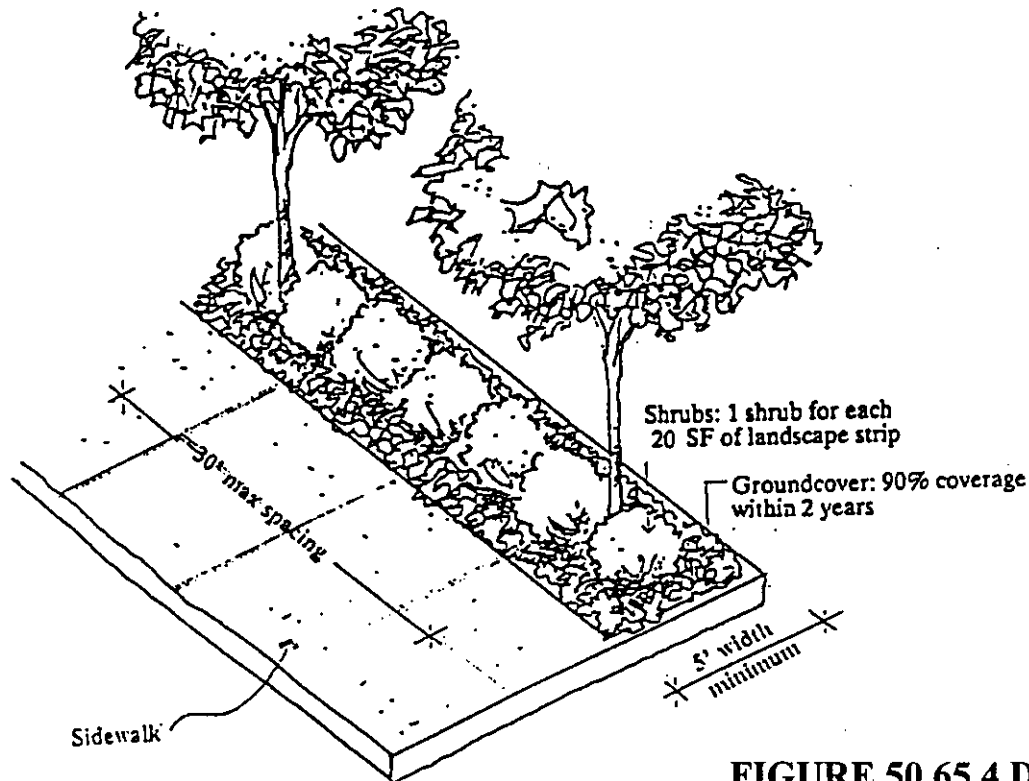 Shrubs: 1 shrub for each
20 SF of landscape strip
Groundcover: 90% coverage
within 2 years
30' max spacing
5' width
minimum
Sidewalk
FIGURE 50.65.4.D